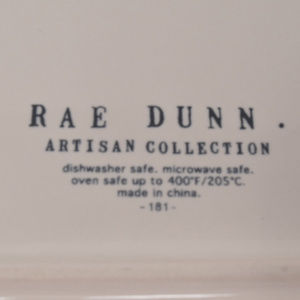 RAE DUNN.
ARTISAN COLLECTION
dishwasher safe. microwave safe.
oven safe up to 400°F/205°C.
made in china.
-181-